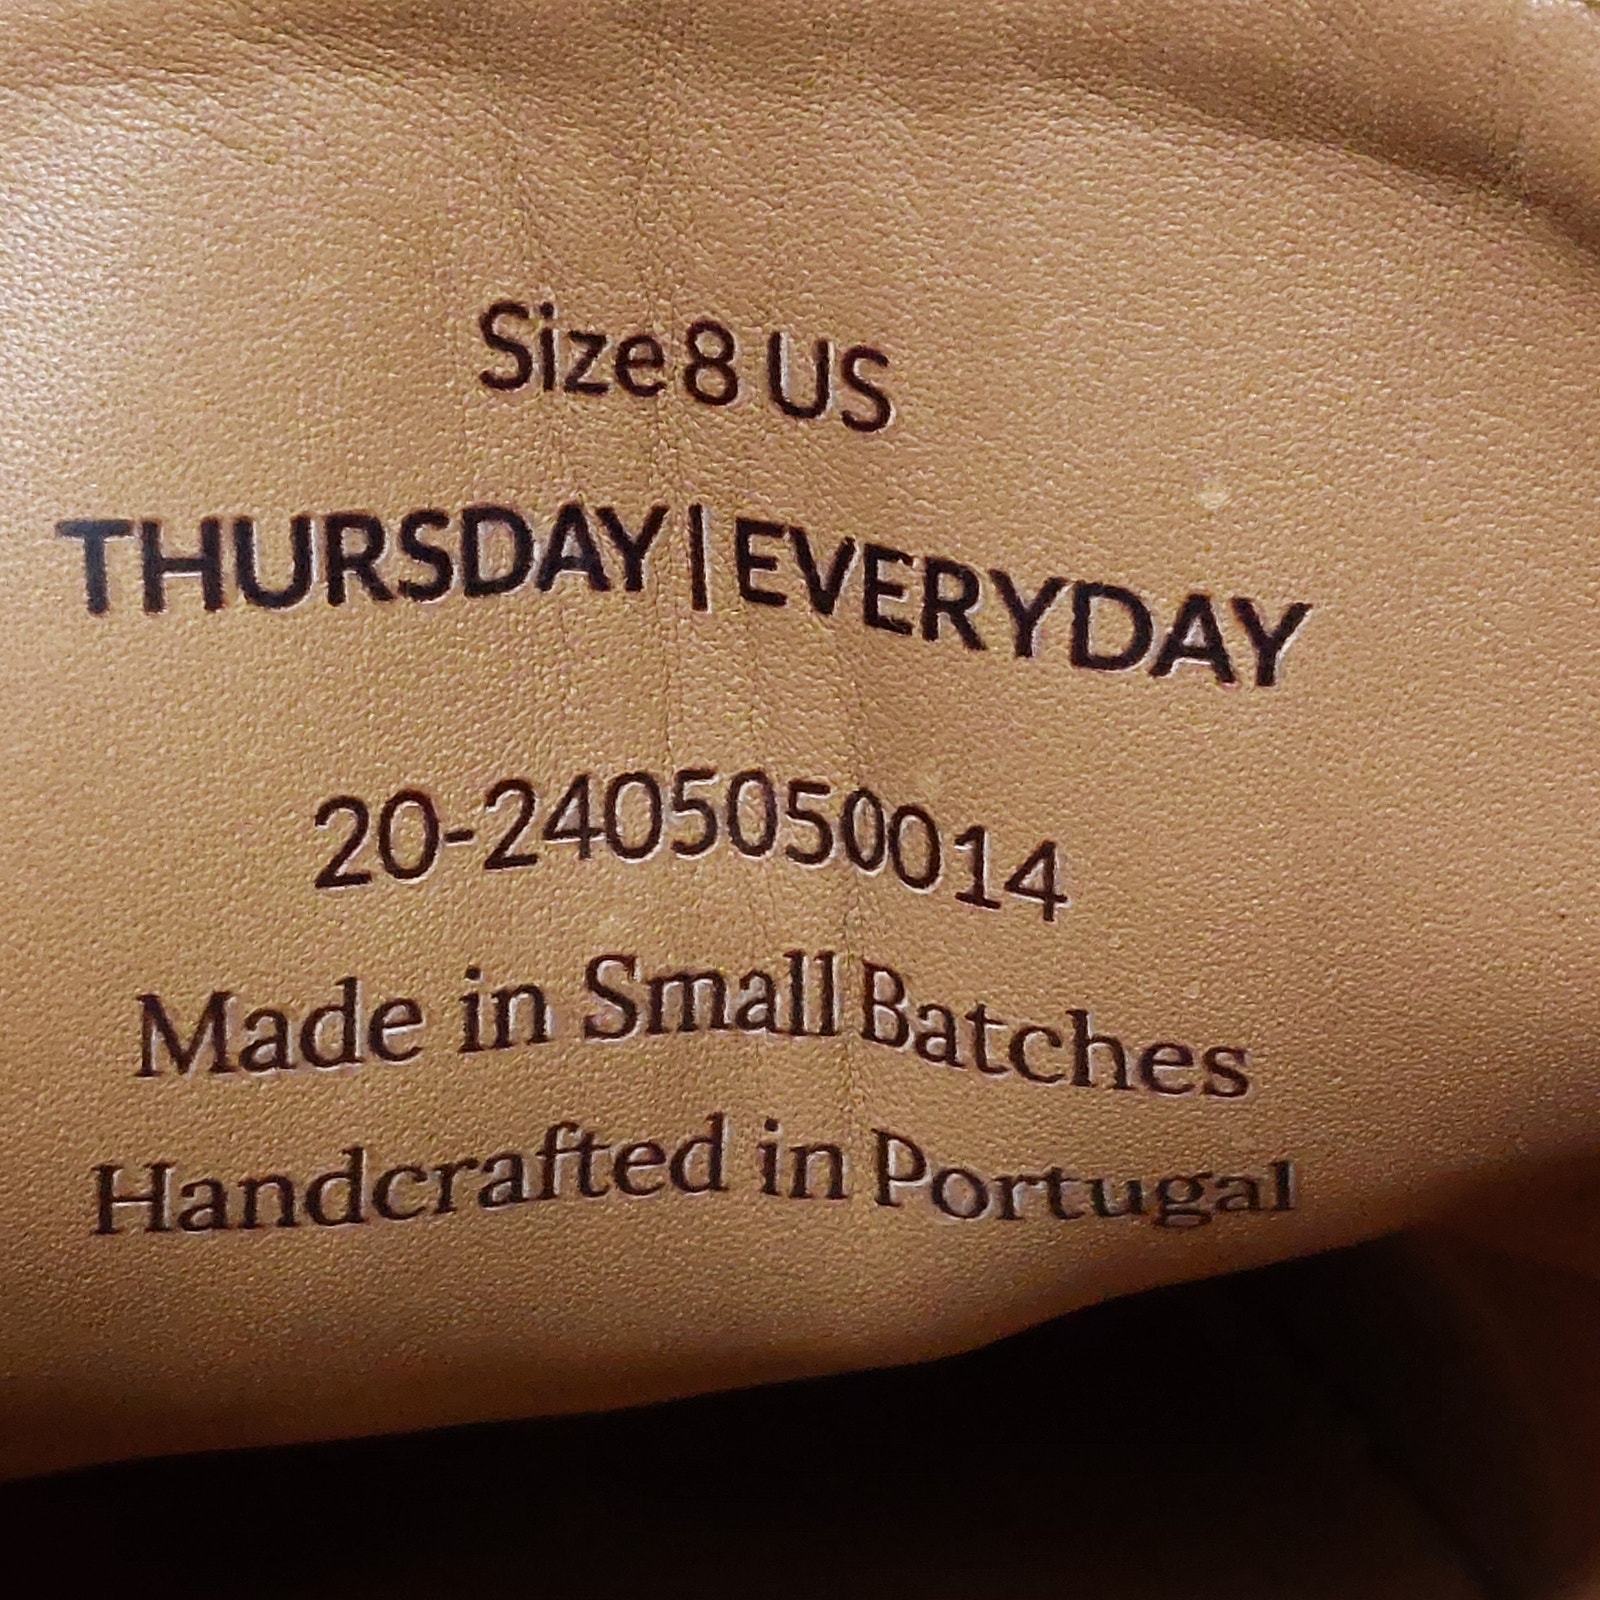 Size 8 US
THURSDAY | EVERYDAY
20-2405050014
Made in Small Batches
Handcrafted in Portugal